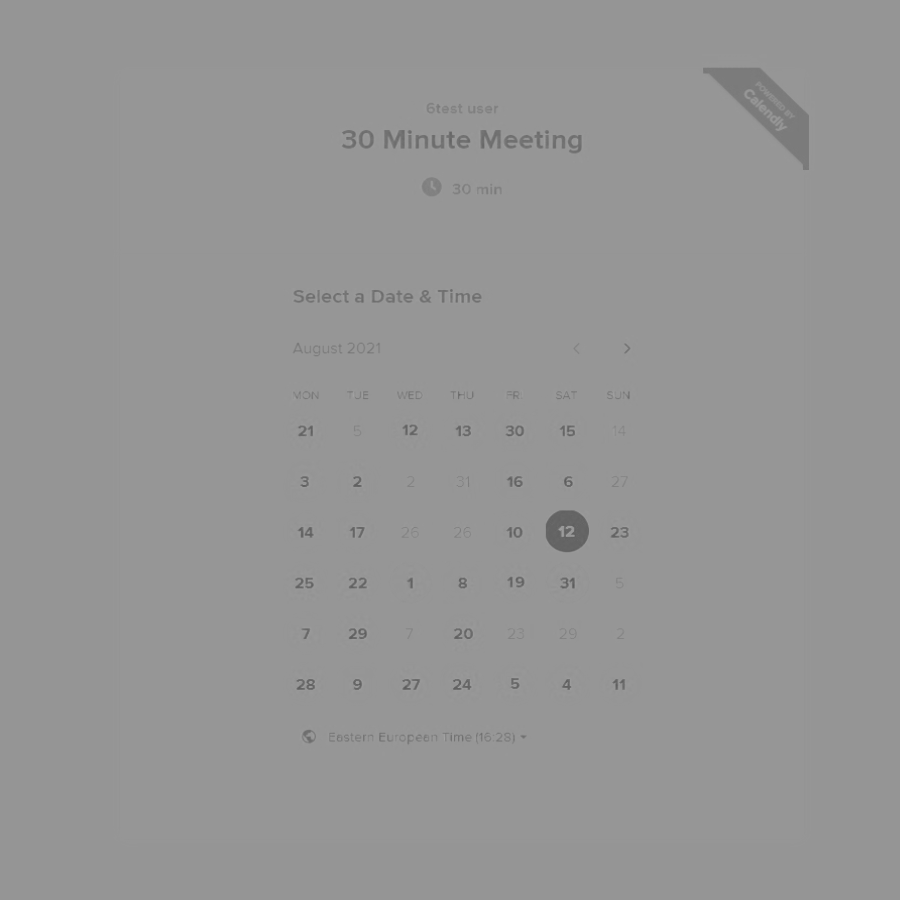 POWERED BY
Calendly
6test user
30 Minute Meeting
30 min
Select a Date & Time
August 2021
MON TUE WED THU FRI SAT SUN
21 5 12 13 30 15 14
3 2 2 31 16 6 27
14 17 26 26 10 12 23
25 22 1 8 19 31 5
7 29 7 20 23 29 2
28 9 27 24 5 4 11
Eastern European Time (16:28)